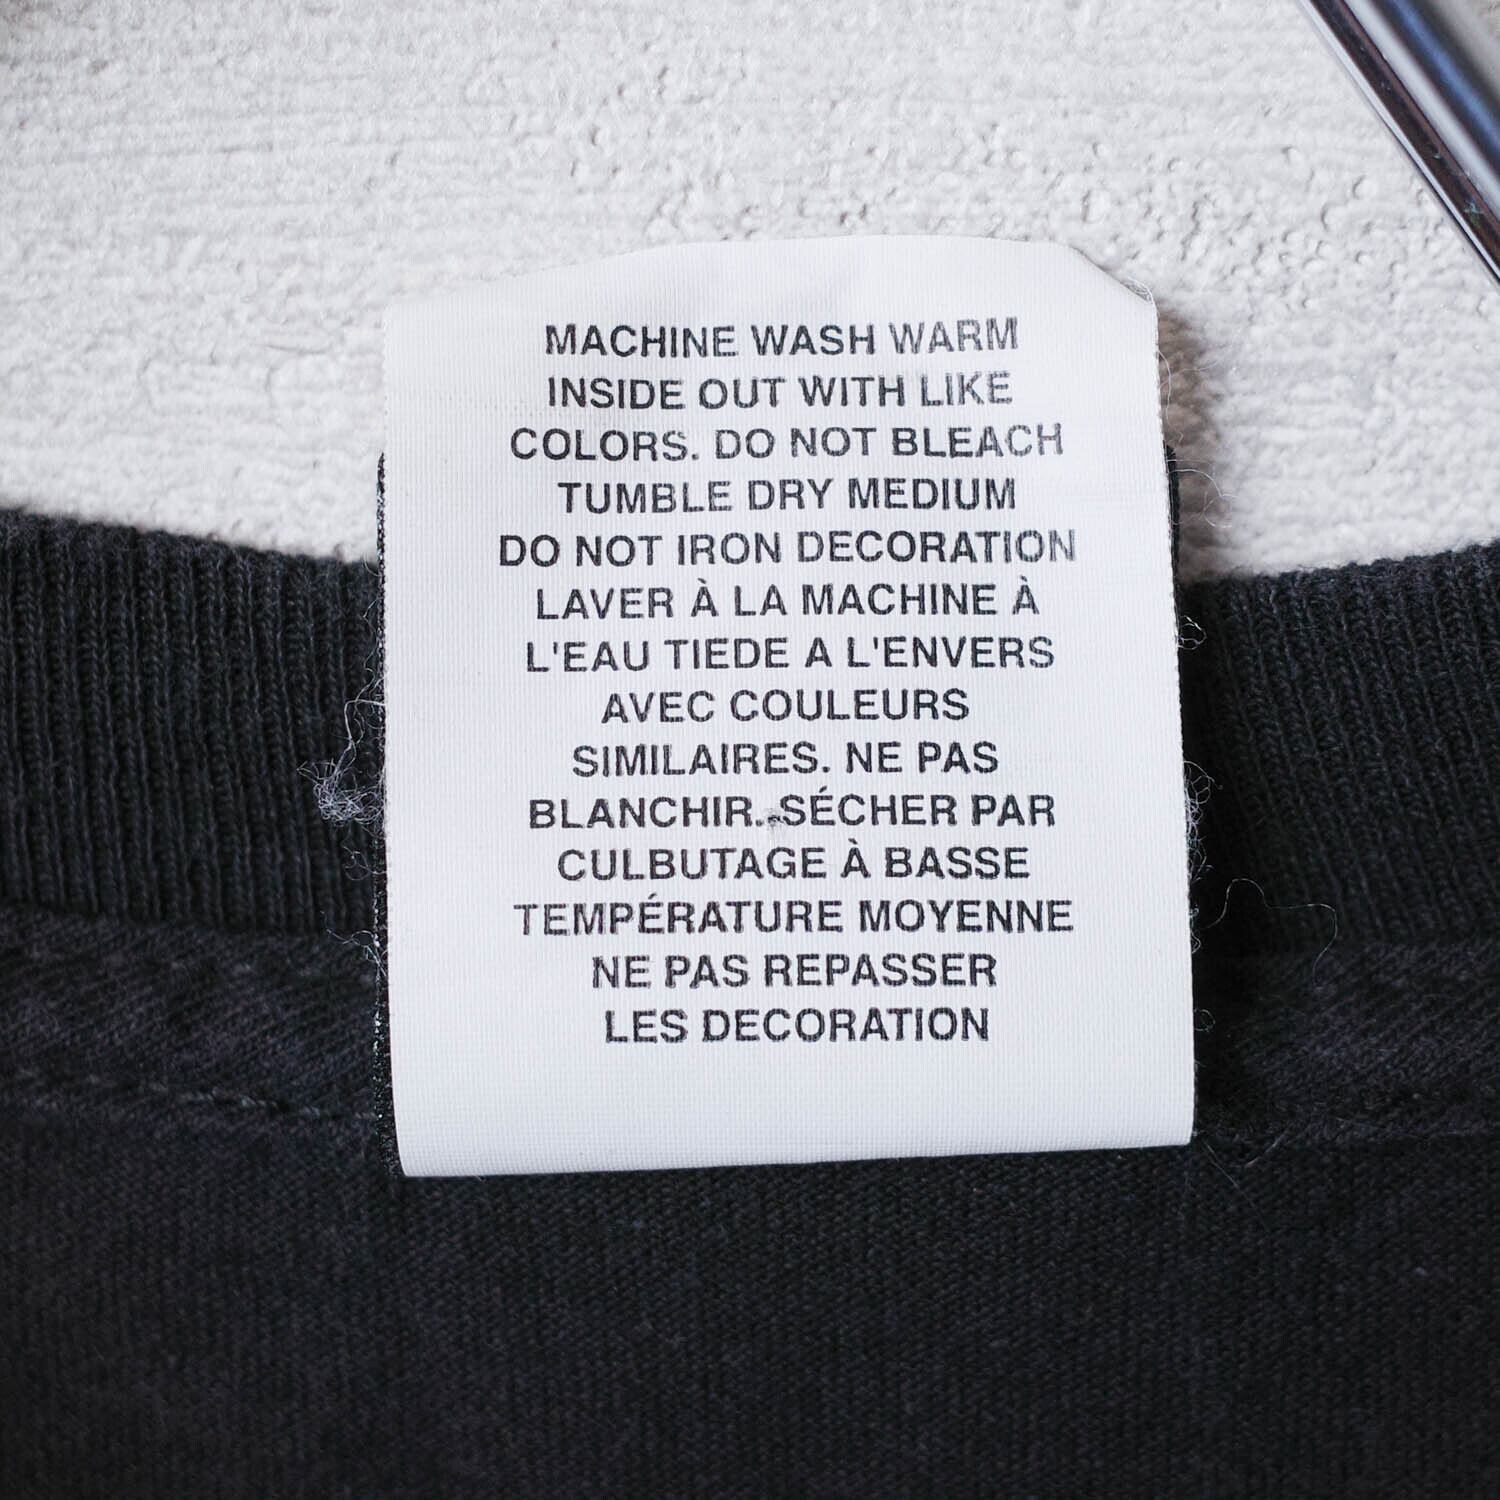 MACHINE WASH WARM
INSIDE OUT WITH LIKE
COLORS. DO NOT BLEACH
TUMBLE DRY MEDIUM
DO NOT IRON DECORATION
LAVER À LA MACHINE À
L'EAU TIEDE A L'ENVERS
AVEC COULEURS
SIMILAIRES. NE PAS
BLANCHIR. SÉCHER PAR
CULBUTAGE À BASSE
TEMPÉRATURE MOYENNE
NE PAS REPASSER
LES DECORATION